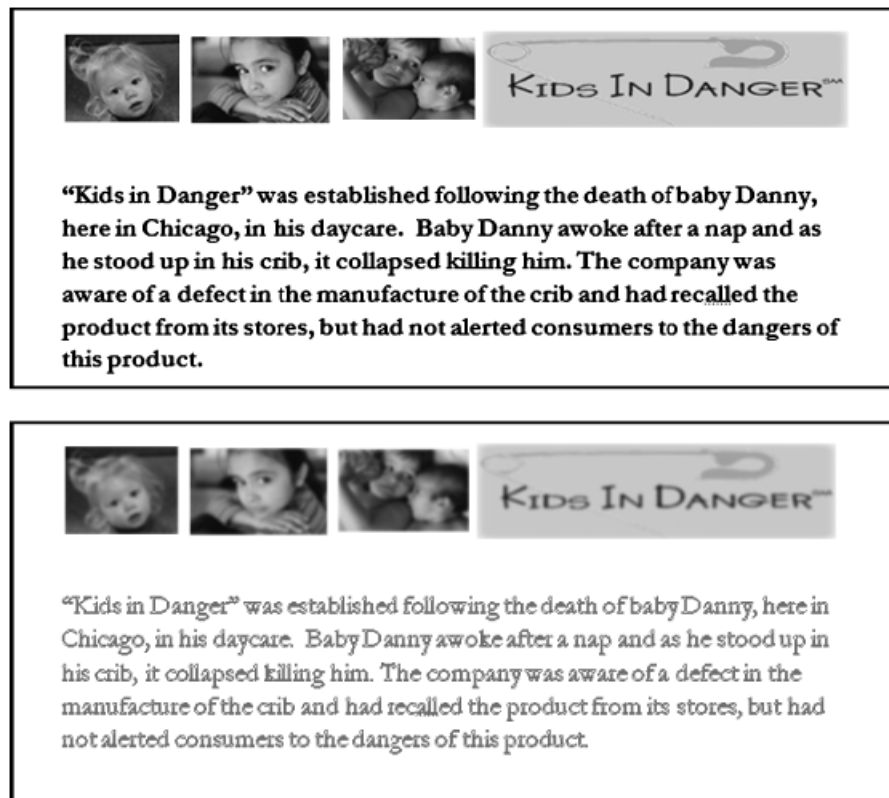 KIDS IN DANGER℠
“Kids in Danger” was established following the death of baby Danny,
here in Chicago, in his daycare.  Baby Danny awoke after a nap and as
he stood up in his crib, it collapsed killing him. The company was
aware of a defect in the manufacture of the crib and had recalled the
product from its stores, but had not alerted consumers to the dangers of
this product.
KIDS IN DANGER℠
“Kids in Danger” was established following the death of baby Danny, here in
Chicago, in his daycare.  Baby Danny awoke after a nap and as he stood up in
his crib, it collapsed killing him. The company was aware of a defect in the
manufacture of the crib and had recalled the product from its stores, but had
not alerted consumers to the dangers of this product.